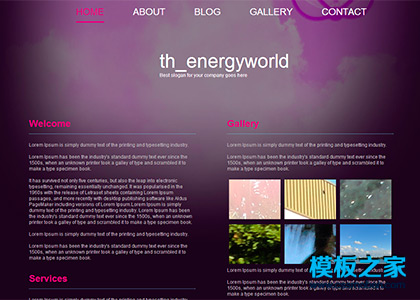 HOME ABOUT BLOG GALLERY CONTACT
th_energyworld
Best slogan for your company goes here
Welcome
Lorem Ipsum is simply dummy text of the printing and typesetting industry.
Lorem Ipsum has been the industry's standard dummy text ever since the
1500s, when an unknown printer took a galley of type and scrambled it to
make a type specimen book.
It has survived not only five centuries, but also the leap into electronic
typesetting, remaining essentially unchanged. It was popularised in the
1960s with the release of Letraset sheets containing Lorem Ipsum
passages, and more recently with desktop publishing software like Aldus
PageMaker including versions of Lorem Ipsum.Lorem Ipsum is simply
dummy text of the printing and typesetting industry. Lorem Ipsum has
been the industry's standard dummy text ever since the 1500s, when an
unknown printer took a galley of type and scrambled it to make a type
specimen book.
Lorem Ipsum is simply dummy text of the printing and typesetting industry.
Lorem Ipsum has been the industry's standard dummy text ever since the
1500s, when an unknown printer took a galley of type and scrambled it to
make a type specimen book.
Services
Lorem Ipsum is simply dummy text of the printing and typesetting industry.
Gallery
Lorem Ipsum is simply dummy text of the printing and typesetting industry.
Lorem Ipsum has been the industry's standard dummy text ever since the
1500s, when an unknown printer took a galley of type and scrambled it to
make a type specimen book.
Lorem Ipsum is simply dummy text of the printing and typesetting industry.
Lorem Ipsum has been the industry's standard dummy text ever since the
1500s, when an unknown printer took a galley of type and scrambled it to
make a type specimen book.
模板之家